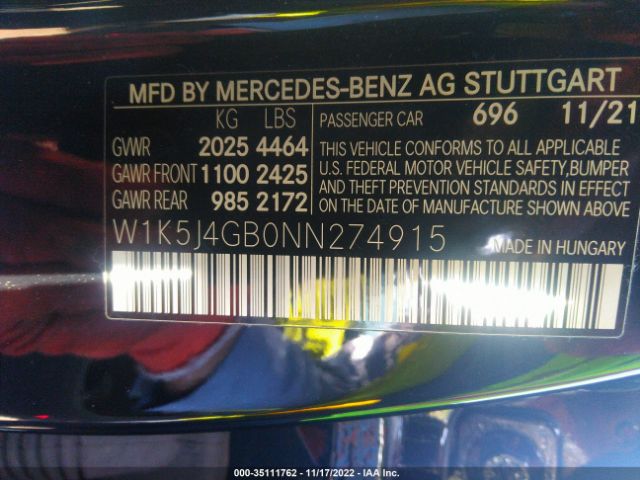 MFD BY MERCEDES-BENZ AG STUTTGART
KG LBS
PASSENGER CAR 696 11/21
GVWR 2025 4464
GAWR FRONT 1100 2425
GAWR REAR 985 2172
THIS VEHICLE CONFORMS TO ALL APPLICABLE
U.S. FEDERAL MOTOR VEHICLE SAFETY,BUMPER
AND THEFT PREVENTION STANDARDS IN EFFECT
ON THE DATE OF MANUFACTURE SHOWN ABOVE
W1K5J4GB0NN274915
MADE IN HUNGARY
000-35111762 - 11/17/2022 - IAA Inc.